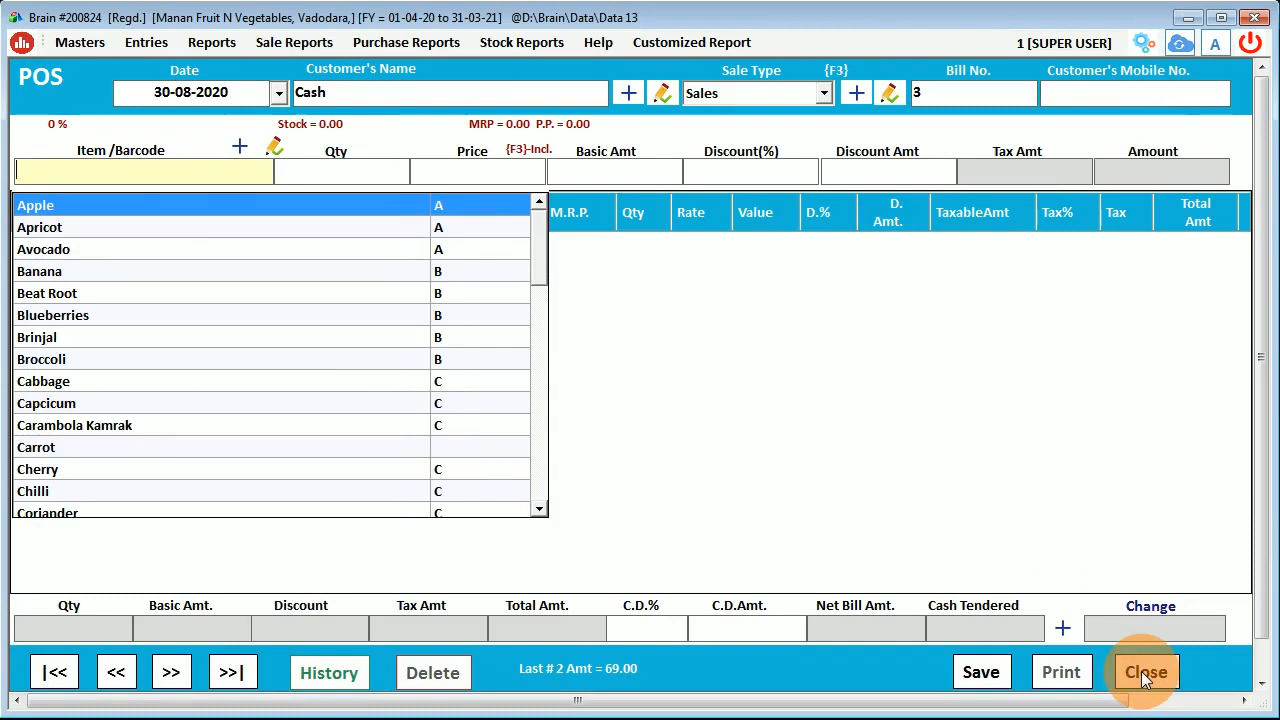 Brain #200824 [Regd.] [Manan Fruit N Vegetables, Vadodara,] [FY = 01-04-20 to 31-03-21] @D:\Brain\Data\Data 13
Masters Entries Reports Sale Reports Purchase Reports Stock Reports Help Customized Report 1 [SUPER USER] A
POS Date Customer's Name Sale Type {F3} Bill No. Customer's Mobile No.
30-08-2020 Cash + Sales + 3
0 % Stock = 0.00 MRP = 0.00 P.P. = 0.00
Item /Barcode + Qty Price {F3}-Incl. Basic Amt Discount(%) Discount Amt Tax Amt Amount
M.R.P. Qty Rate Value D.% D. Amt. TaxableAmt Tax% Tax Total Amt
Apple A
Apricot A
Avocado A
Banana B
Beat Root B
Blueberries B
Brinjal B
Broccoli B
Cabbage C
Capcicum C
Carambola Kamrak C
Carrot
Cherry C
Chilli C
Coriander C
Qty Basic Amt. Discount Tax Amt Total Amt. C.D.% C.D.Amt. Net Bill Amt. Cash Tendered Change
+
|<< << >> >>| History Delete Last # 2 Amt = 69.00 Save Print Close